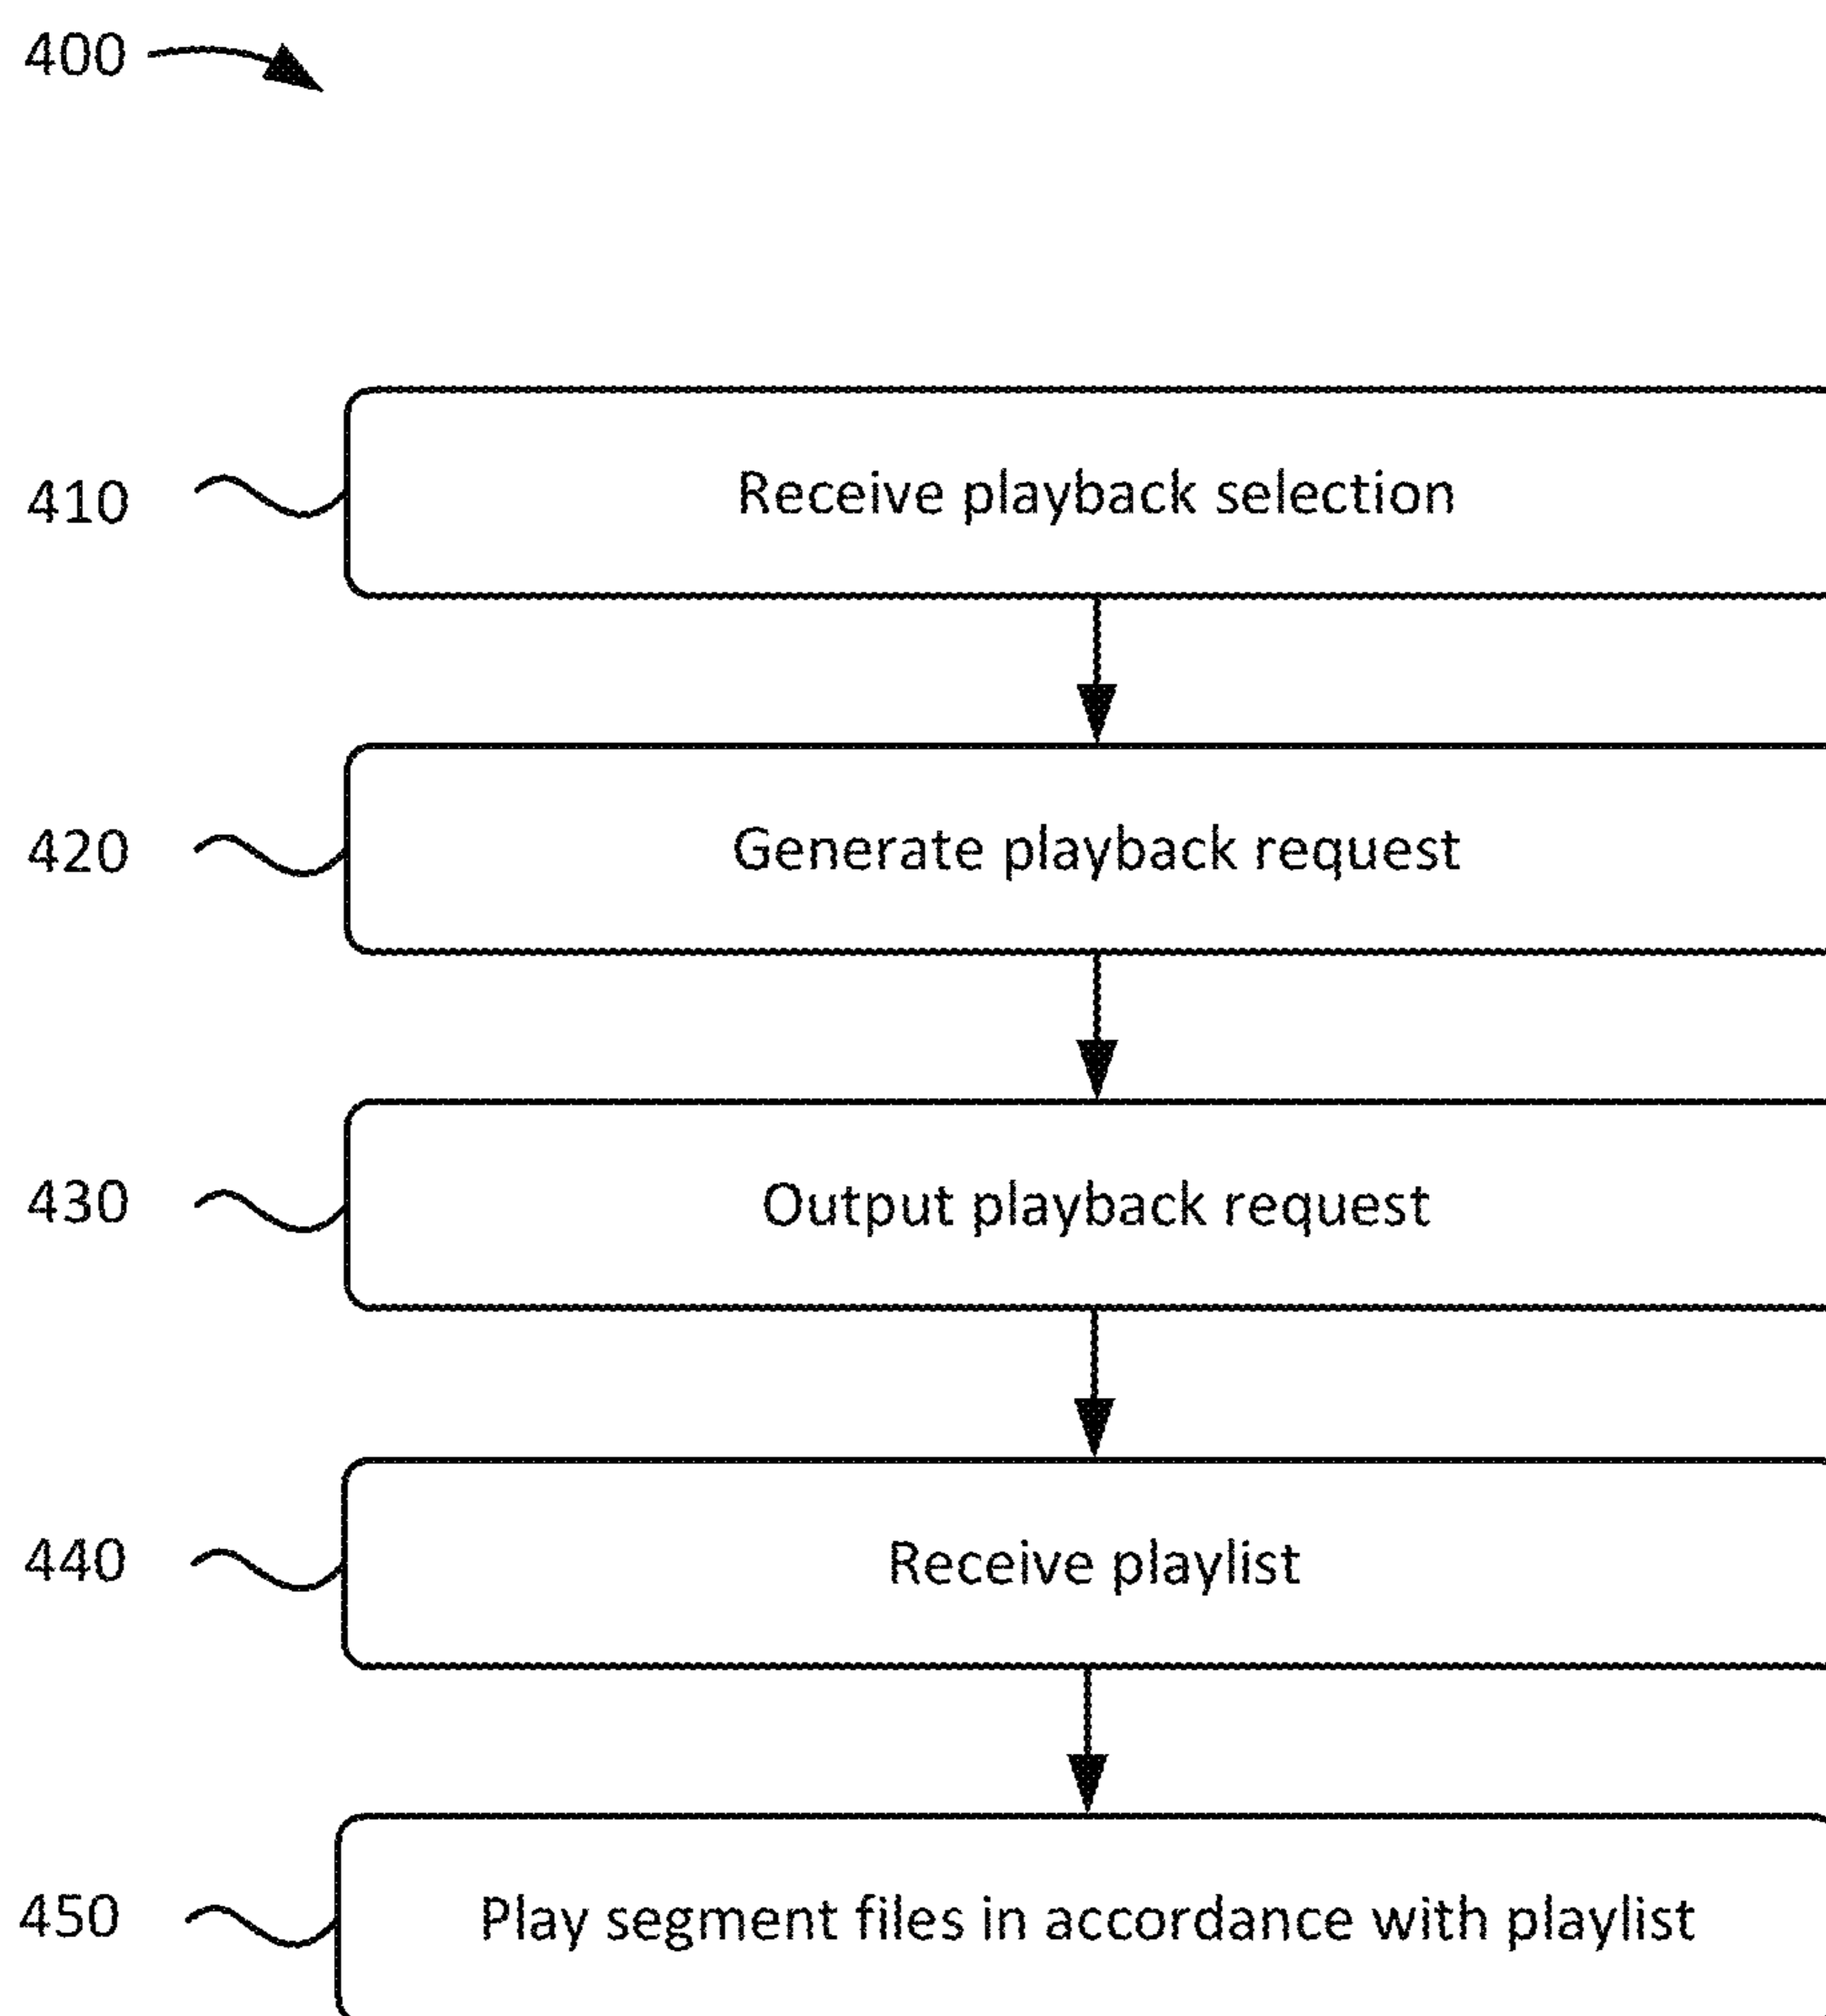 400
410 Receive playback selection
420 Generate playback request
430 Output playback request
440 Receive playlist
450 Play segment files in accordance with playlist